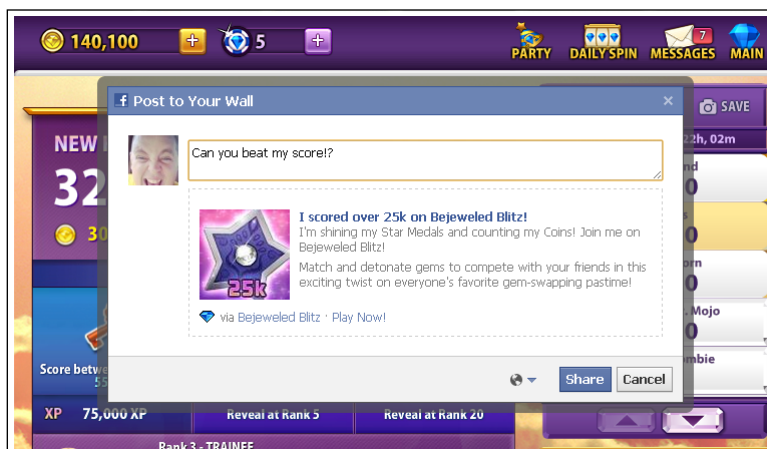 140,100
5
PARTY
DAILY SPIN
7
MESSAGES
MAIN
f Post to Your Wall
SAVE
NEW
22h, 02m
32
Can you beat my score!?
30
I scored over 25k on Bejeweled Blitz!
I'm shining my Star Medals and counting my Coins! Join me on
Bejeweled Blitz!
Match and detonate gems to compete with your friends in this
exciting twist on everyone's favorite gem-swapping pastime!
25k
. Mojo
via Bejeweled Blitz · Play Now!
Score betwe
55
Share
Cancel
XP 75,000 XP
Reveal at Rank 5
Reveal at Rank 20
Rank 3 - TRAINEE